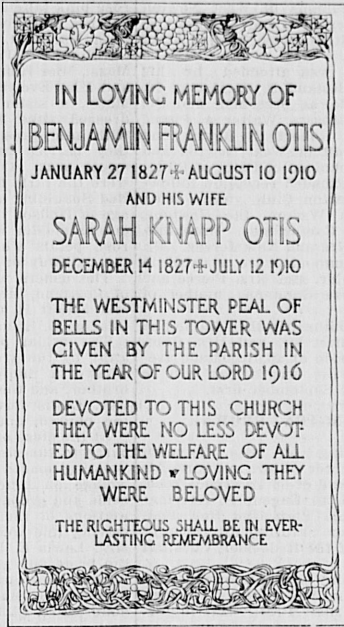 IN LOVING MEMORY OF
BENJAMIN FRANKLIN OTIS
JANUARY 27 1827 ✢ AUGUST 10 1910
AND HIS WIFE
SARAH KNAPP OTIS
DECEMBER 14 1827 ✢ JULY 12 1910
THE WESTMINSTER PEAL OF
BELLS IN THIS TOWER WAS
GIVEN BY THE PARISH IN
THE YEAR OF OUR LORD 1916
DEVOTED TO THIS CHURCH
THEY WERE NO LESS DEVOT-
ED TO THE WELFARE OF ALL
HUMANKIND LOVING THEY
WERE BELOVED
THE RIGHTEOUS SHALL BE IN EVER-
LASTING REMEMBRANCE